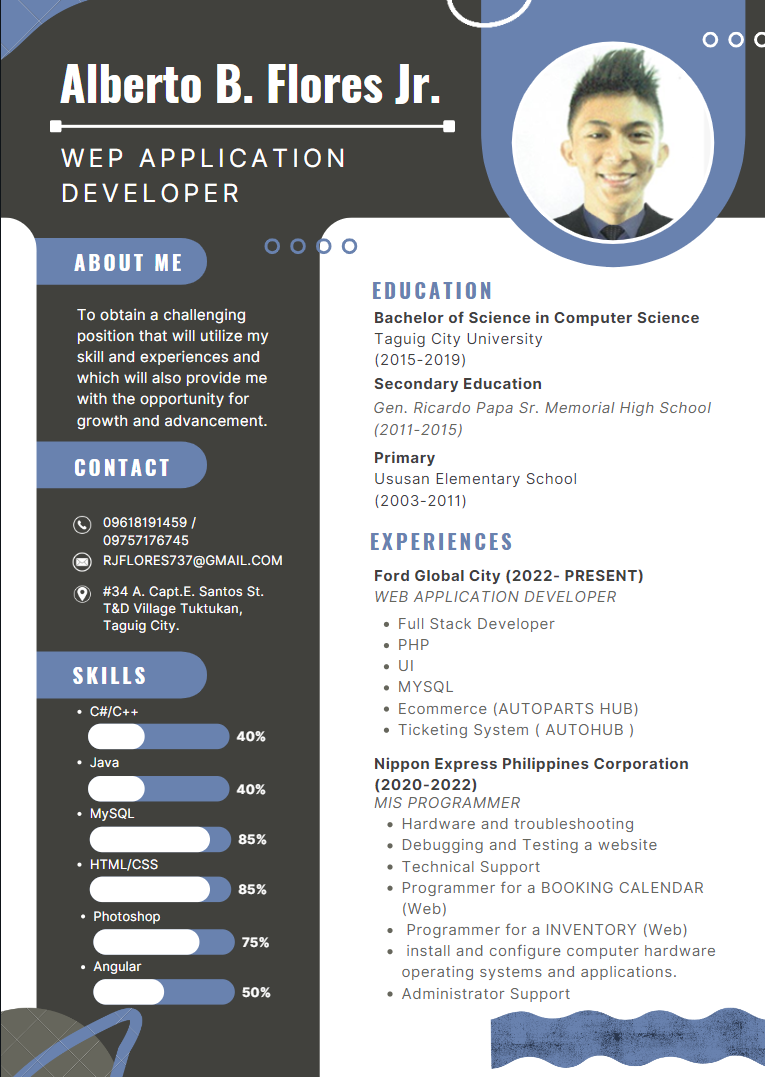 Alberto B. Flores Jr.
WEP APPLICATION
DEVELOPER
ABOUT ME
To obtain a challenging
position that will utilize my
skill and experiences and
which will also provide me
with the opportunity for
growth and advancement.
CONTACT
09618191459 /
09757176745
RJFLORES737@GMAIL.COM
#34 A. Capt.E. Santos St.
T&D Village Tuktukan,
Taguig City.
SKILLS
• C#/C++
40%
• Java
40%
• MySQL
85%
• HTML/CSS
85%
• Photoshop
75%
• Angular
50%
EDUCATION
Bachelor of Science in Computer Science
Taguig City University
(2015-2019)
Secondary Education
Gen. Ricardo Papa Sr. Memorial High School
(2011-2015)
Primary
Ususan Elementary School
(2003-2011)
EXPERIENCES
Ford Global City (2022- PRESENT)
WEB APPLICATION DEVELOPER
• Full Stack Developer
• PHP
• UI
• MYSQL
• Ecommerce (AUTOPARTS HUB)
• Ticketing System ( AUTOHUB )
Nippon Express Philippines Corporation
(2020-2022)
MIS PROGRAMMER
• Hardware and troubleshooting
• Debugging and Testing a website
• Technical Support
• Programmer for a BOOKING CALENDAR
(Web)
• Programmer for a INVENTORY (Web)
• install and configure computer hardware
operating systems and applications.
• Administrator Support